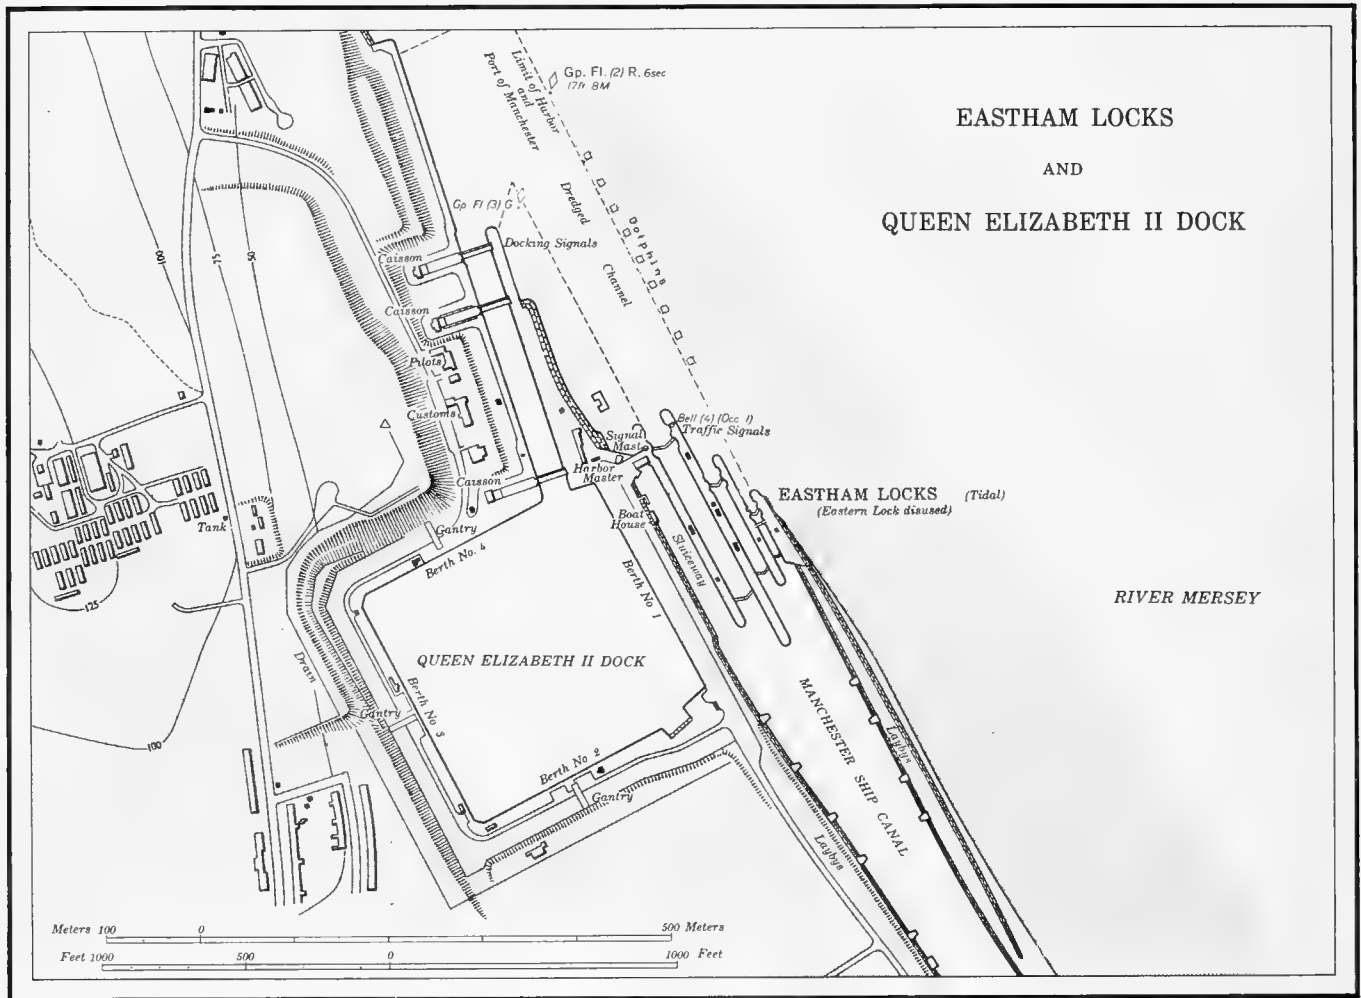 EASTHAM LOCKS
AND
QUEEN ELIZABETH II DOCK
Gp. Fl. (2) R. 6sec
17ft 8M
Limit of Harbor
and
Port of Manchester
Dredged
Channel
Dolphins
Gp Fl (3) G
Docking Signals
Caisson
Caisson
Pilots
Customs
Caisson
100
75
50
Signal
Mast
Bell (4) (Occ 1)
Traffic Signals
Harbor
Master
EASTHAM LOCKS (Tidal)
(Eastern Lock disused)
Boat
House
Sluiceway
Tank
Gantry
Berth No. 4
Berth No 1
125
RIVER MERSEY
QUEEN ELIZABETH II DOCK
Drain
Gantry
Berth No 3
100
Berth No 2
Gantry
MANCHESTER SHIP CANAL
Laybys
Laybys
Meters 100 0 500 Meters
Feet 1000 500 0 1000 Feet